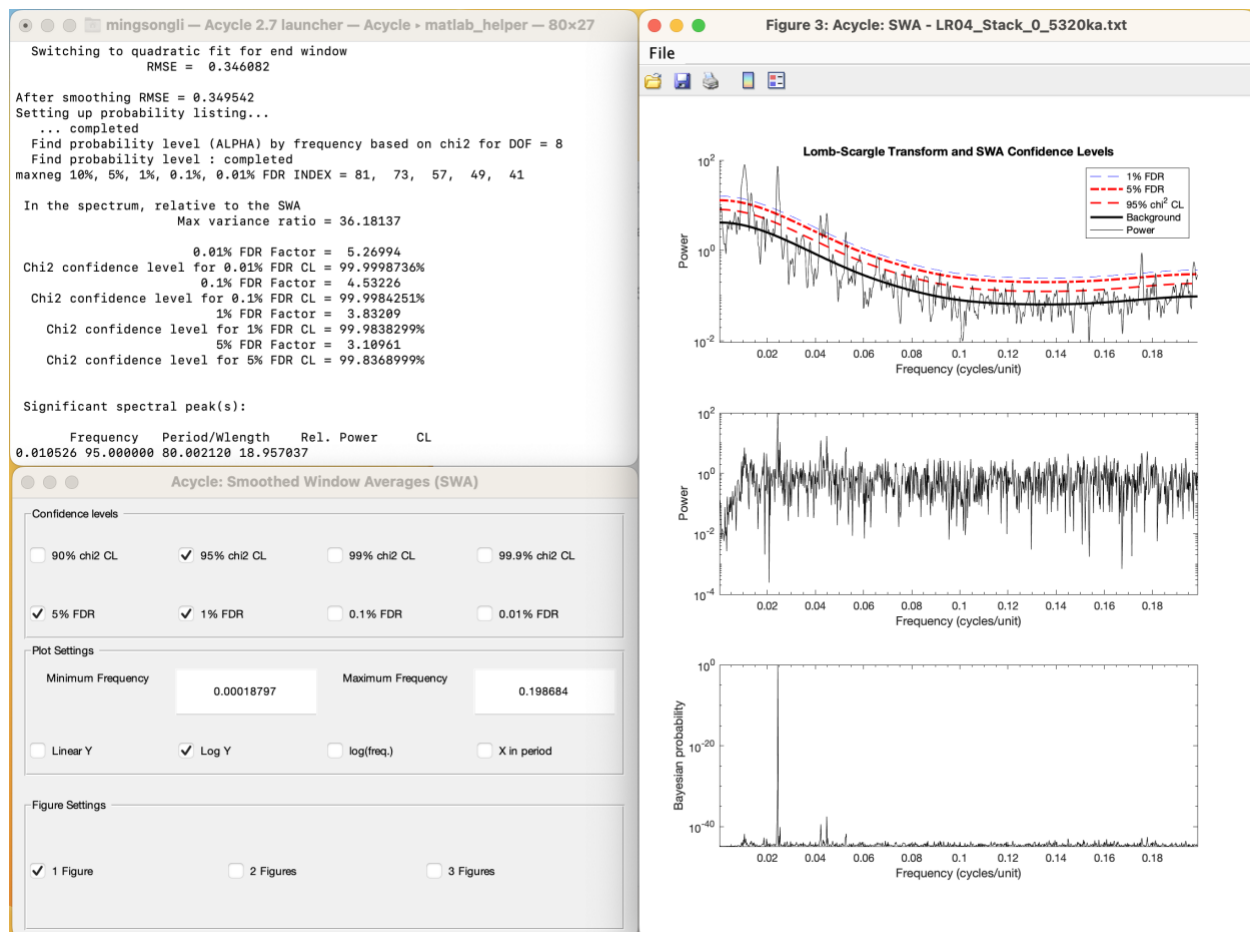 mingsongli — Acycle 2.7 launcher — Acycle ▸ matlab_helper — 80×27
Switching to quadratic fit for end window
RMSE = 0.346082
After smoothing RMSE = 0.349542
Setting up probability listing...
... completed
Find probability level (ALPHA) by frequency based on chi2 for DOF = 8
Find probability level : completed
maxneg 10%, 5%, 1%, 0.1%, 0.01% FDR INDEX = 81, 73, 57, 49, 41
In the spectrum, relative to the SWA
Max variance ratio = 36.18137
0.01% FDR Factor = 5.26994
Chi2 confidence level for 0.01% FDR CL = 99.9998736%
0.1% FDR Factor = 4.53226
Chi2 confidence level for 0.1% FDR CL = 99.9984251%
1% FDR Factor = 3.83209
Chi2 confidence level for 1% FDR CL = 99.9838299%
5% FDR Factor = 3.10961
Chi2 confidence level for 5% FDR CL = 99.8368999%
Significant spectral peak(s):
Frequency Period/Wlength Rel. Power CL
0.010526 95.000000 80.002120 18.957037
Acycle: Smoothed Window Averages (SWA)
Confidence levels
90% chi2 CL 95% chi2 CL 99% chi2 CL 99.9% chi2 CL
5% FDR 1% FDR 0.1% FDR 0.01% FDR
Plot Settings
Minimum Frequency 0.00018797 Maximum Frequency 0.198684
Linear Y Log Y log(freq.) X in period
Figure Settings
1 Figure 2 Figures 3 Figures
Figure 3: Acycle: SWA - LR04_Stack_0_5320ka.txt
File
Lomb-Scargle Transform and SWA Confidence Levels
10²
10⁰
10⁻²
Power
1% FDR
5% FDR
95% chi² CL
Background
Power
0.02 0.04 0.06 0.08 0.1 0.12 0.14 0.16 0.18
Frequency (cycles/unit)
10²
10⁰
10⁻²
10⁻⁴
Power
0.02 0.04 0.06 0.08 0.1 0.12 0.14 0.16 0.18
Frequency (cycles/unit)
10⁰
10⁻²⁰
10⁻⁴⁰
Bayesian probability
0.02 0.04 0.06 0.08 0.1 0.12 0.14 0.16 0.18
Frequency (cycles/unit)